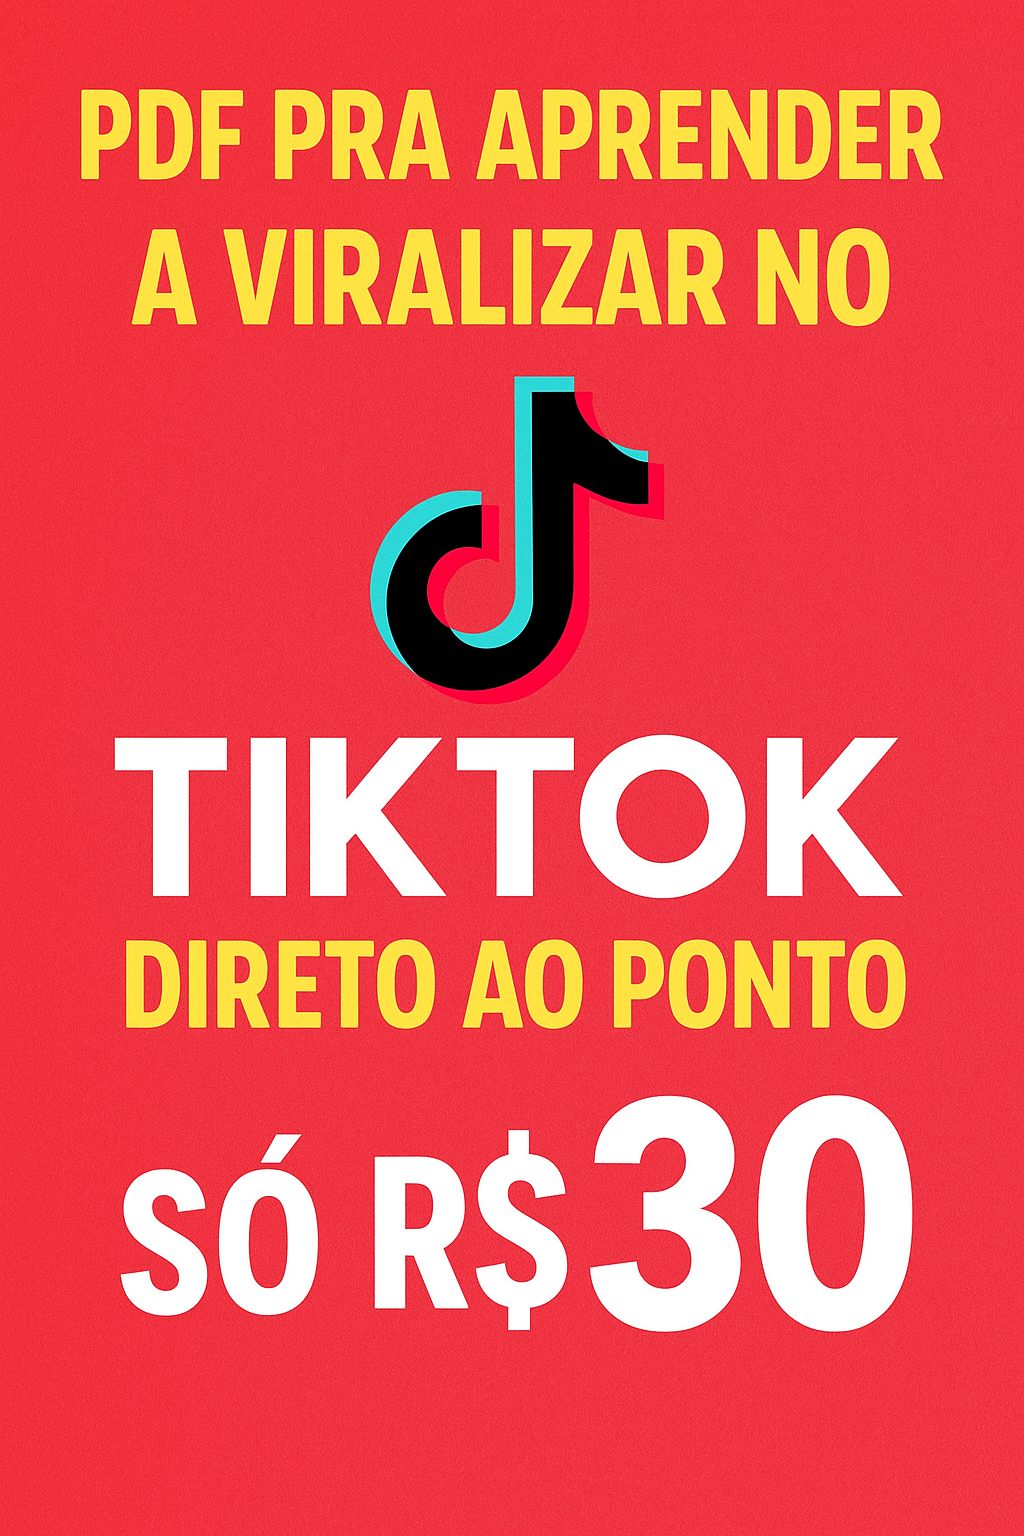 PDF PRA APRENDER
A VIRALIZAR NO
TIKTOK
DIRETO AO PONTO
SÓ R$30